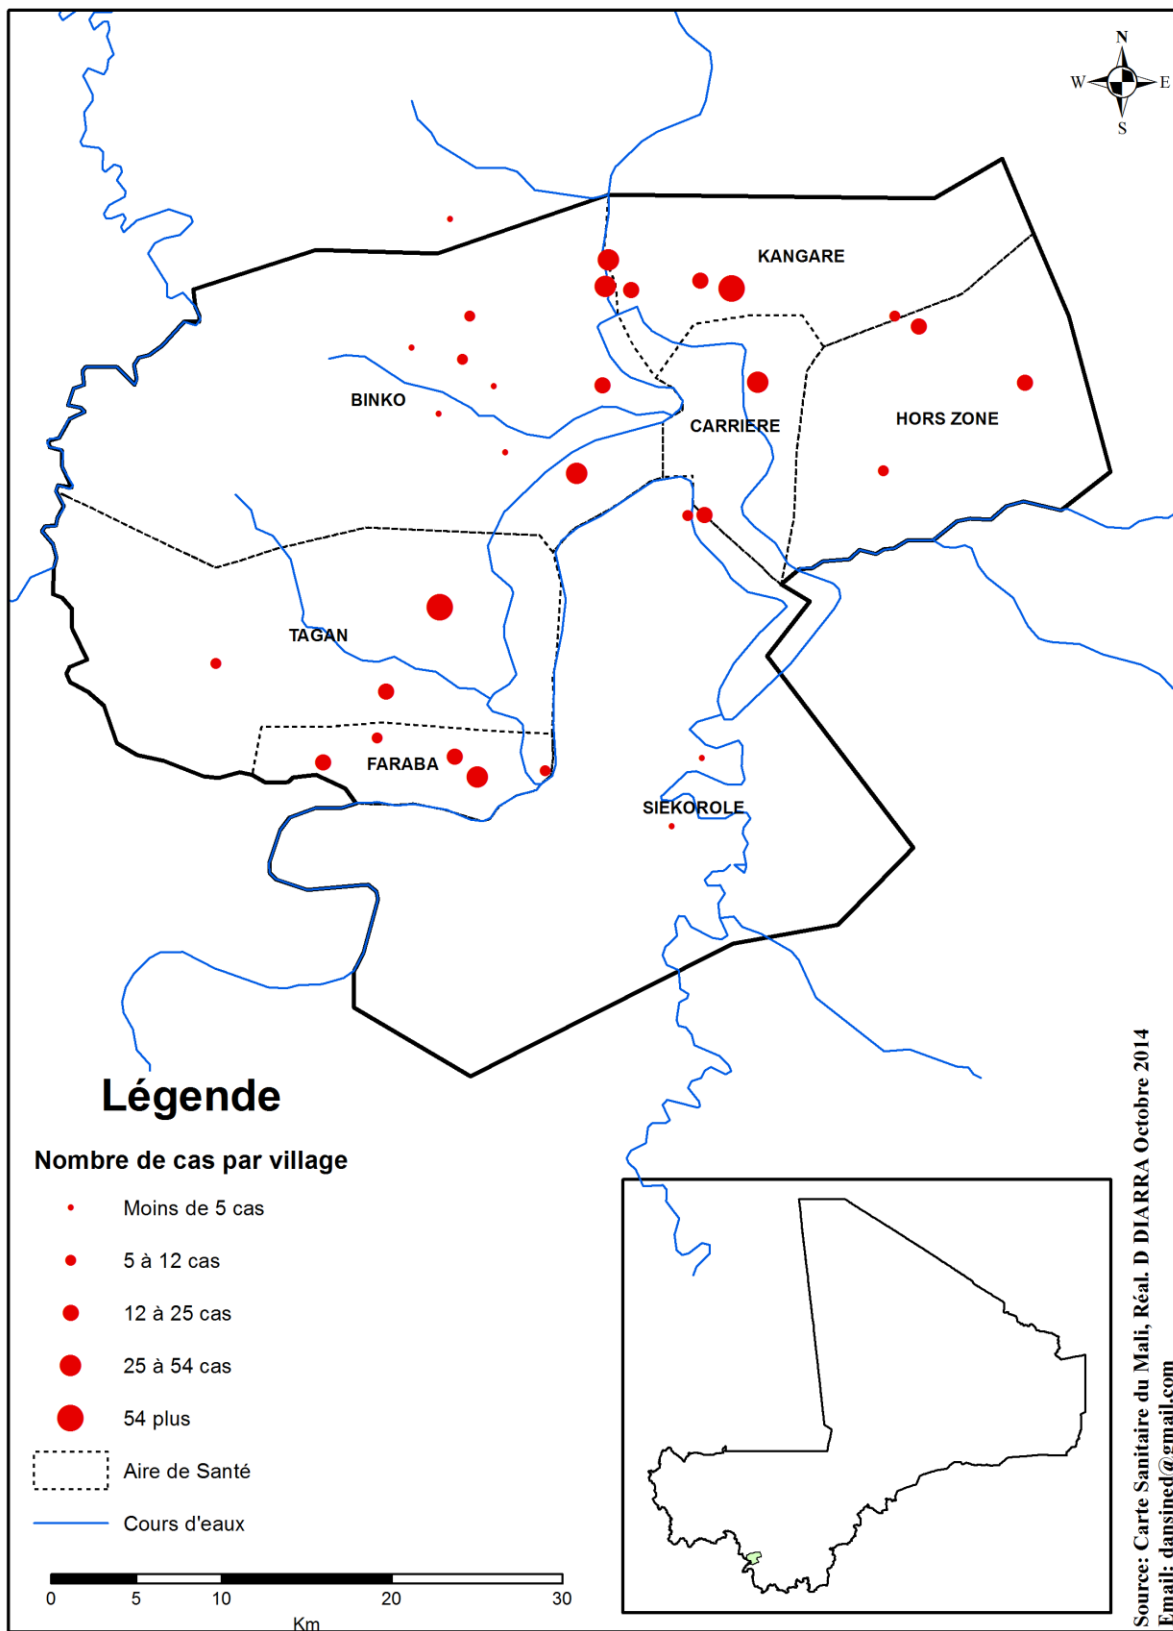 N
W E
S
KANGARE
BINKO
CARRIERE
HORS ZONE
TAGAN
FARABA
SIEKOROLE
Légende
Nombre de cas par village
Moins de 5 cas
5 à 12 cas
12 à 25 cas
25 à 54 cas
54 plus
Aire de Santé
Cours d'eaux
0 5 10 20 30
Km
Source: Carte Sanitaire du Mali, Réal. D DIARRA Octobre 2014
Email: dansined@gmail.com